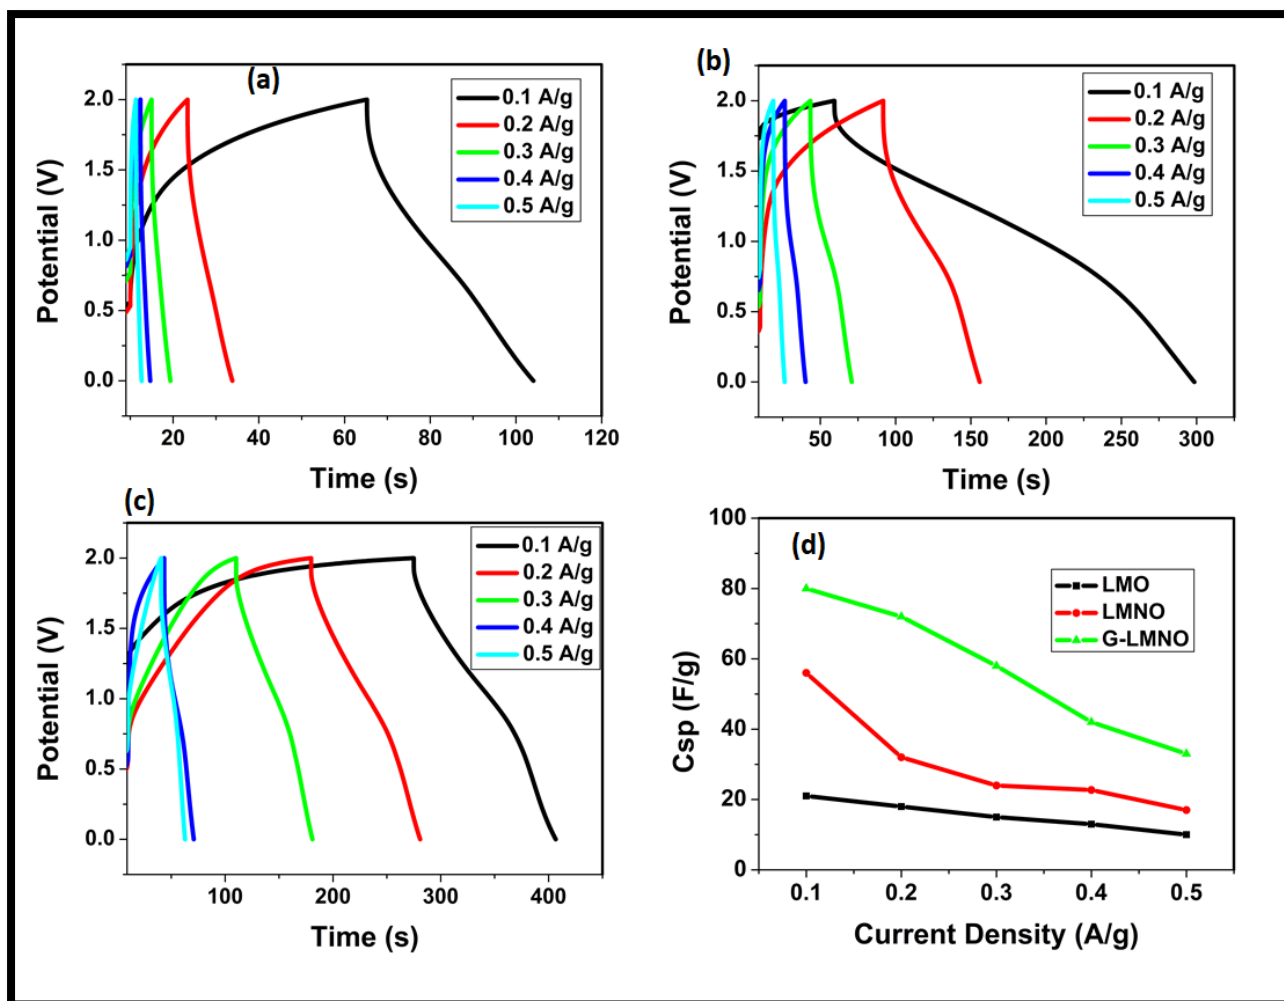 (a)
0.1 A/g
0.2 A/g
0.3 A/g
0.4 A/g
0.5 A/g
2.0
1.5
1.0
0.5
0.0
Potential (V)
20 40 60 80 100 120
Time (s)
(b)
0.1 A/g
0.2 A/g
0.3 A/g
0.4 A/g
0.5 A/g
2.0
1.5
1.0
0.5
0.0
Potential (V)
50 100 150 200 250 300
Time (s)
(c)
0.1 A/g
0.2 A/g
0.3 A/g
0.4 A/g
0.5 A/g
2.0
1.5
1.0
0.5
0.0
Potential (V)
100 200 300 400
Time (s)
(d)
LMO
LMNO
G-LMNO
100
80
60
40
20
0
Csp (F/g)
0.1 0.2 0.3 0.4 0.5
Current Density (A/g)